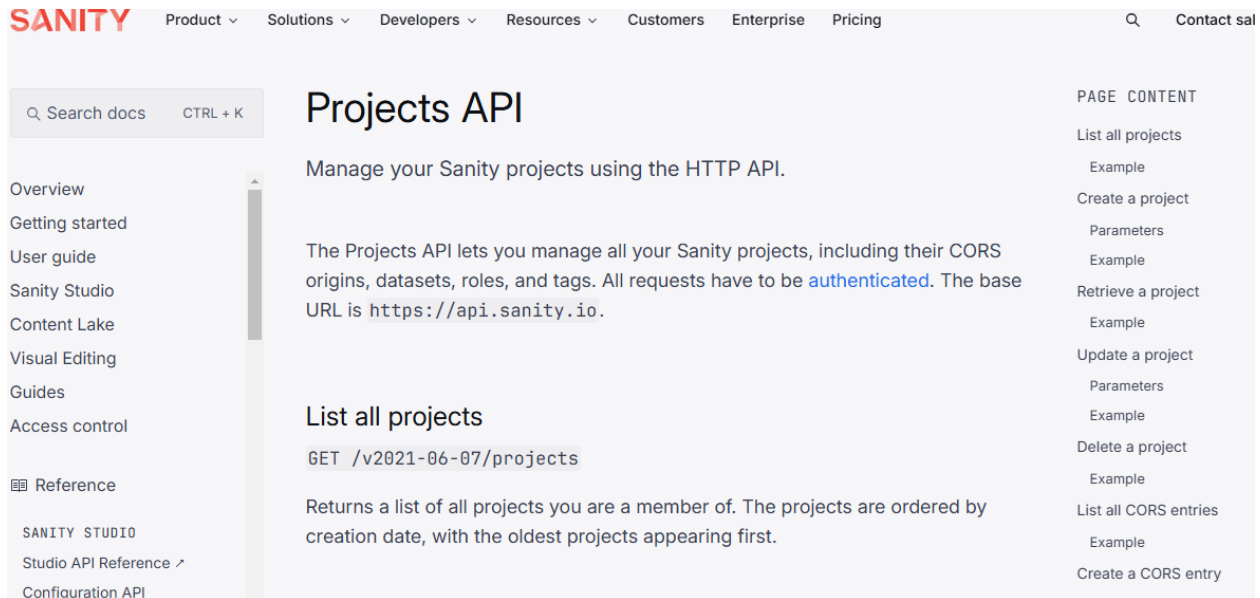 SANITY Product Solutions Developers Resources Customers Enterprise Pricing Contact sal
Search docs CTRL + K
Overview
Getting started
User guide
Sanity Studio
Content Lake
Visual Editing
Guides
Access control
Reference
SANITY STUDIO
Studio API Reference ↗
Configuration API
Projects API
Manage your Sanity projects using the HTTP API.
The Projects API lets you manage all your Sanity projects, including their CORS
origins, datasets, roles, and tags. All requests have to be authenticated. The base
URL is https://api.sanity.io.
List all projects
GET /v2021-06-07/projects
Returns a list of all projects you are a member of. The projects are ordered by
creation date, with the oldest projects appearing first.
PAGE CONTENT
List all projects
Example
Create a project
Parameters
Example
Retrieve a project
Example
Update a project
Parameters
Example
Delete a project
Example
List all CORS entries
Example
Create a CORS entry